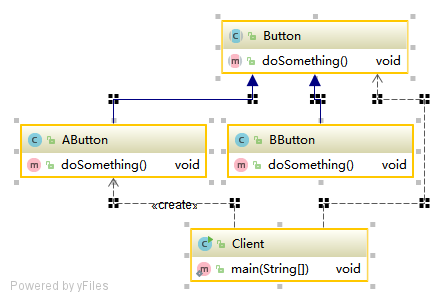 Button
doSomething() void
AButton
doSomething() void
BButton
doSomething() void
«create»
Client
main(String[]) void
Powered by yFiles